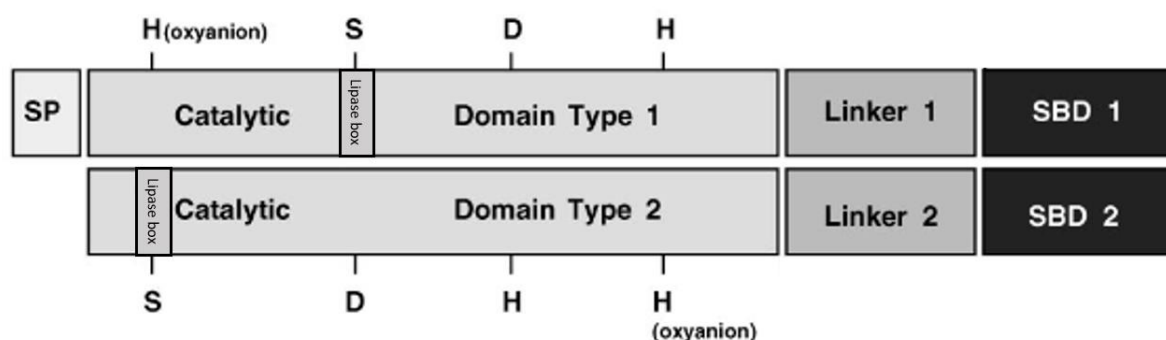 H (oxyanion) S D H
SP Catalytic Lipase box Domain Type 1 Linker 1 SBD 1
Lipase box Catalytic Domain Type 2 Linker 2 SBD 2
S D H H
(oxyanion)